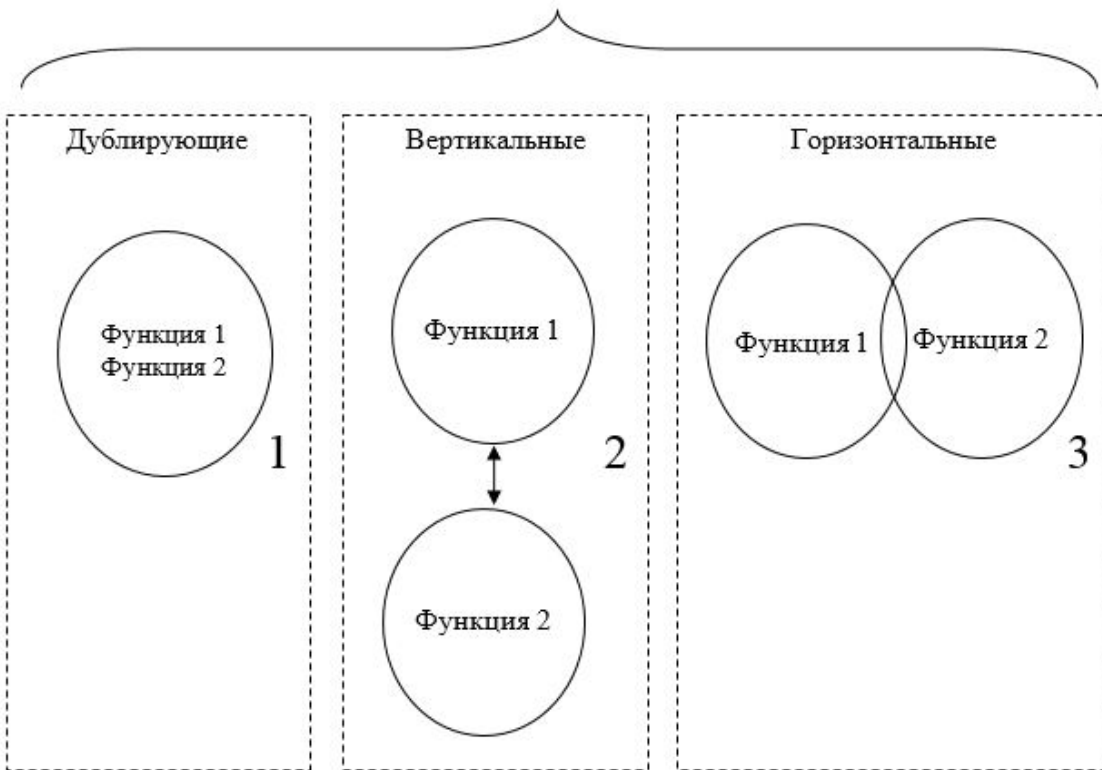 Дублирующие
Функция 1
Функция 2
1
Вертикальные
Функция 1
2
Функция 2
Горизонтальные
Функция 1
Функция 2
3